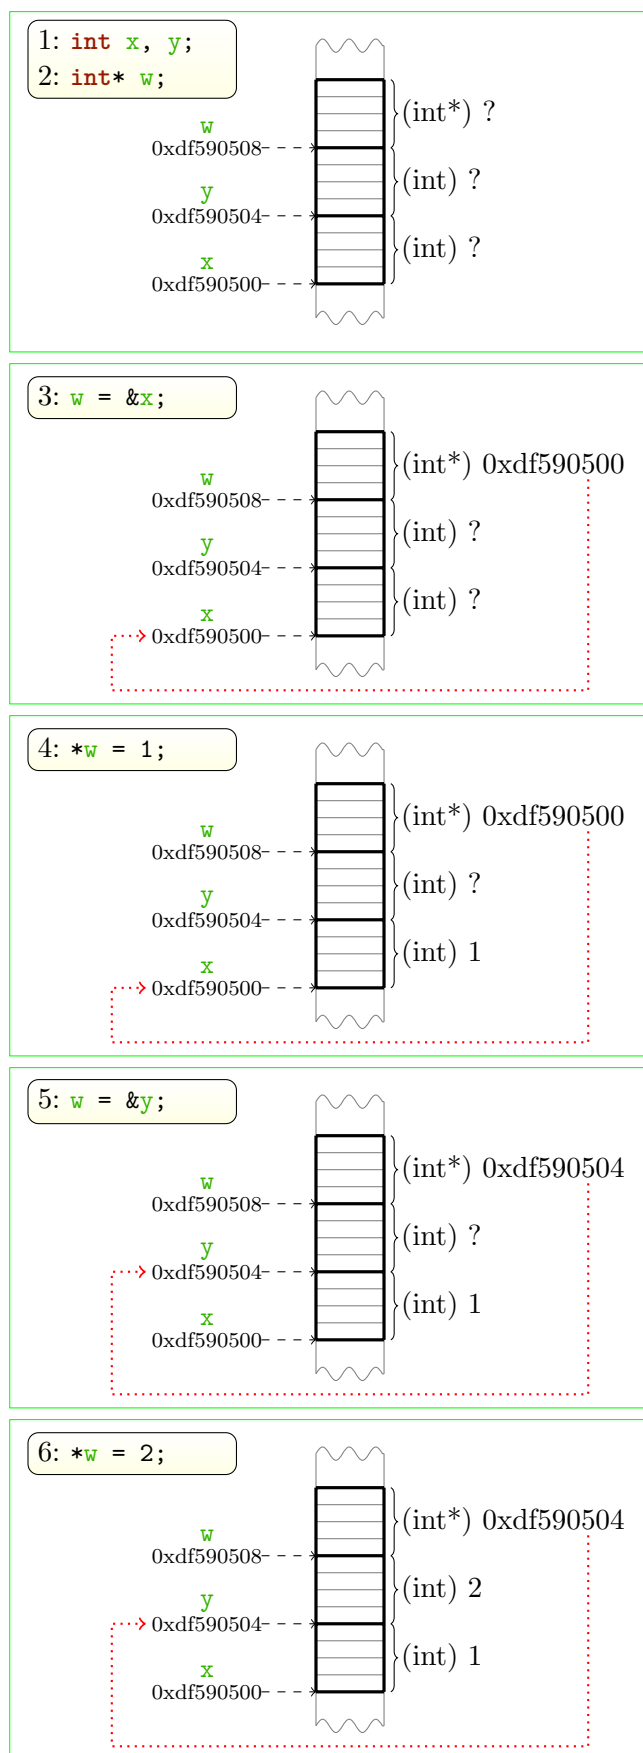 1: int x, y;
2: int* w;
(int*) ?
w
0xdf590508
(int) ?
y
0xdf590504
(int) ?
x
0xdf590500
3: w = &x;
(int*) 0xdf590500
w
0xdf590508
(int) ?
y
0xdf590504
(int) ?
x
0xdf590500
4: *w = 1;
(int*) 0xdf590500
w
0xdf590508
(int) ?
y
0xdf590504
(int) 1
x
0xdf590500
5: w = &y;
(int*) 0xdf590504
w
0xdf590508
(int) ?
y
0xdf590504
(int) 1
x
0xdf590500
6: *w = 2;
(int*) 0xdf590504
w
0xdf590508
(int) 2
y
0xdf590504
(int) 1
x
0xdf590500